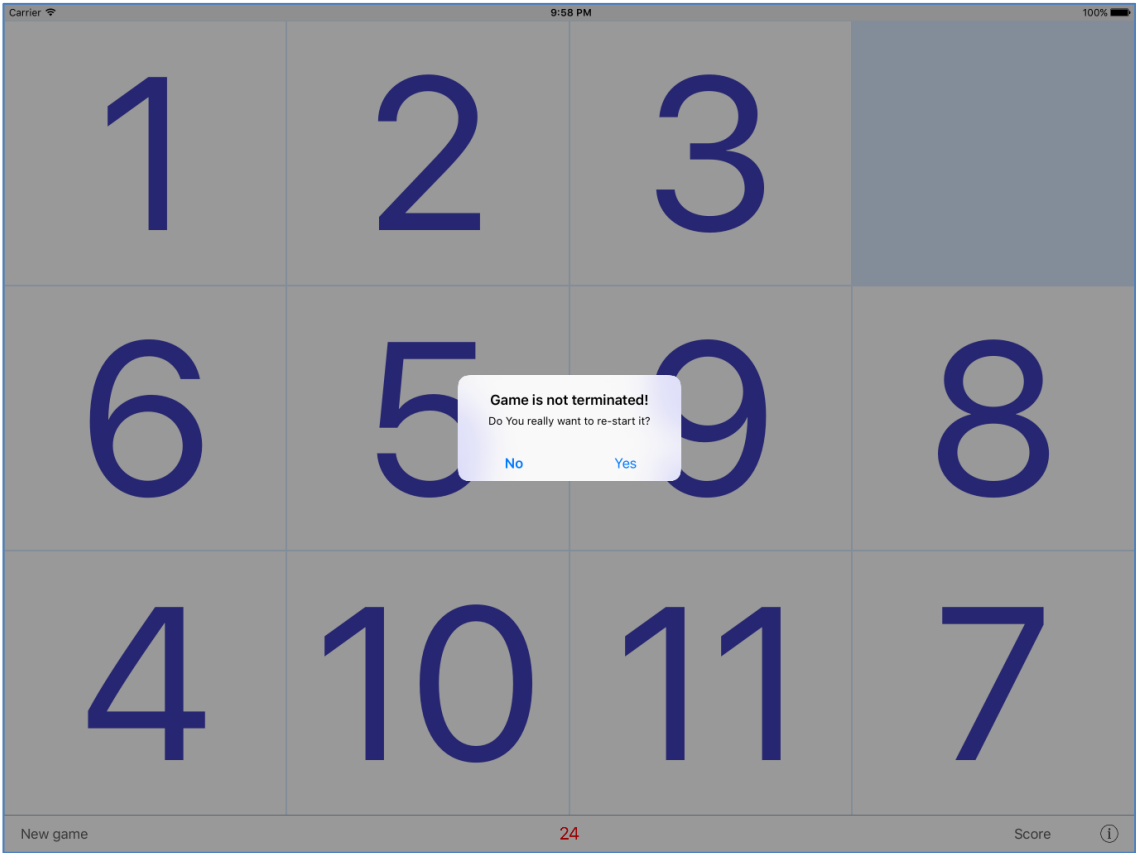 Carrier 9:58 PM 100%
1 2 3
6 5 9 8
Game is not terminated!
Do You really want to re-start it?
No Yes
4 10 11 7
New game 24 Score i